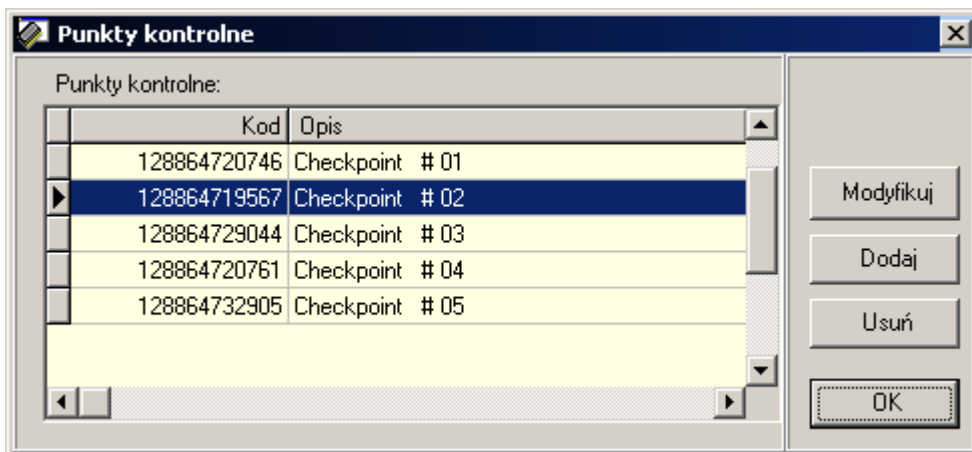 Punkty kontrolne
Punkty kontrolne:
Kod Opis
128864720746 Checkpoint # 01
128864719567 Checkpoint # 02
128864729044 Checkpoint # 03
128864720761 Checkpoint # 04
128864732905 Checkpoint # 05
Modyfikuj
Dodaj
Usuń
OK